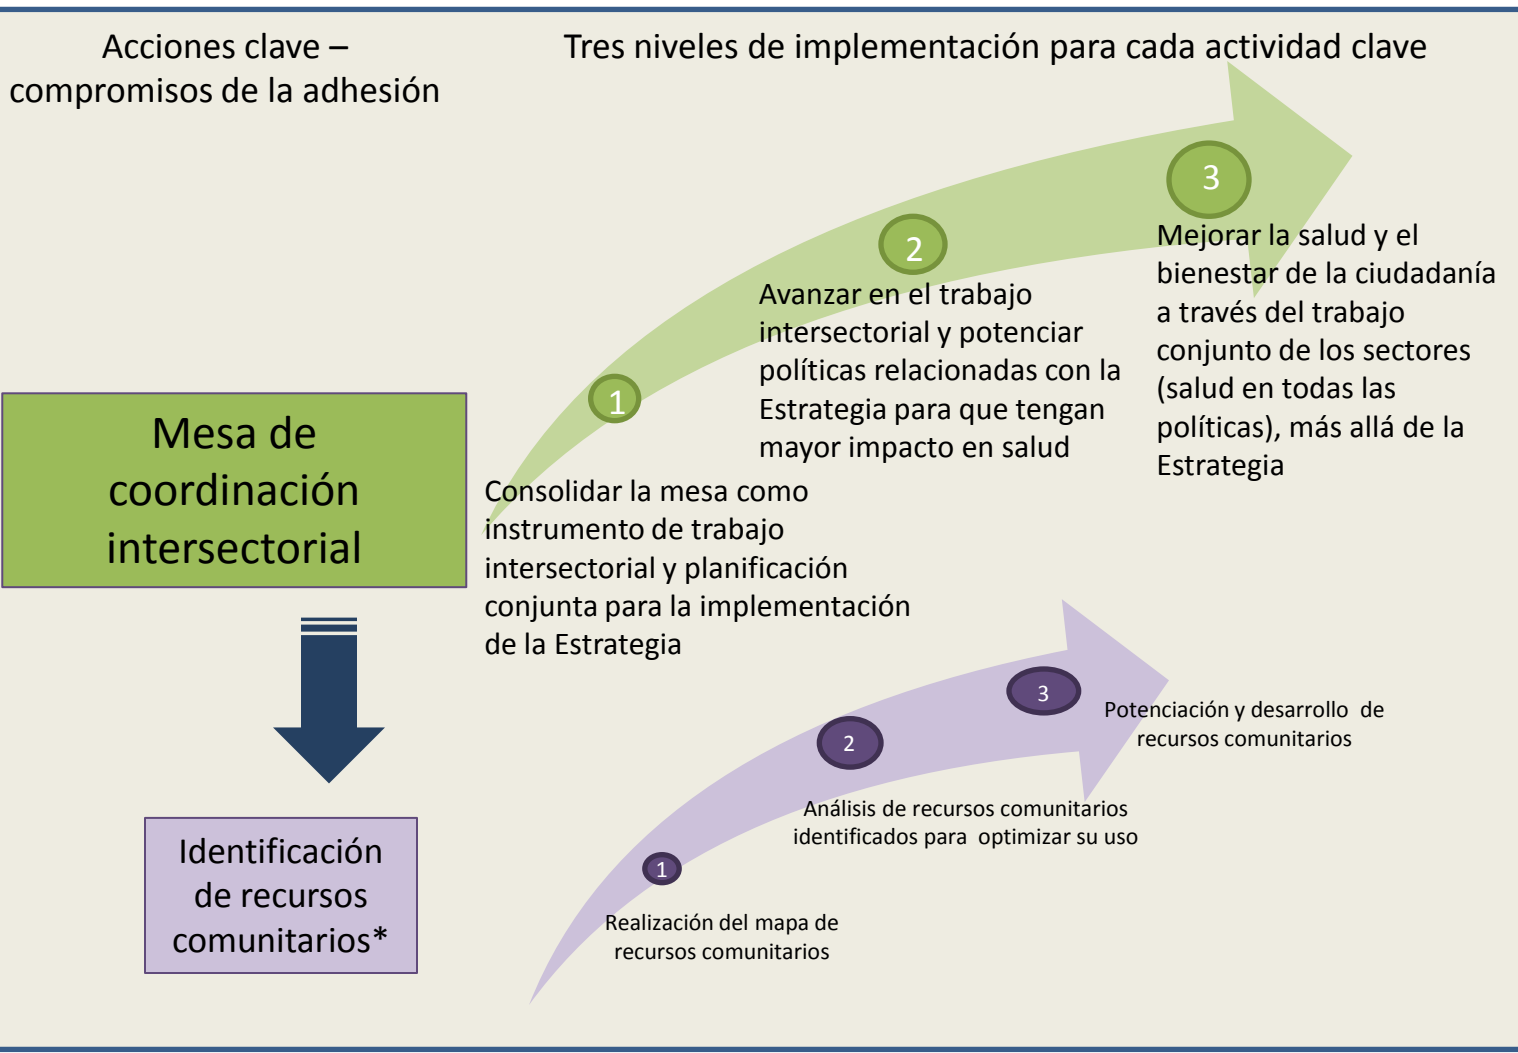 Acciones clave –
compromisos de la adhesión
Tres niveles de implementación para cada actividad clave
Mesa de
coordinación
intersectorial
1
Consolidar la mesa como
instrumento de trabajo
intersectorial y planificación
conjunta para la implementación
de la Estrategia
2
Avanzar en el trabajo
intersectorial y potenciar
políticas relacionadas con la
Estrategia para que tengan
mayor impacto en salud
3
Mejorar la salud y el
bienestar de la ciudadanía
a través del trabajo
conjunto de los sectores
(salud en todas las
políticas), más allá de la
Estrategia
Identificación
de recursos
comunitarios*
1
Realización del mapa de
recursos comunitarios
2
Análisis de recursos comunitarios
identificados para optimizar su uso
3
Potenciación y desarrollo de
recursos comunitarios